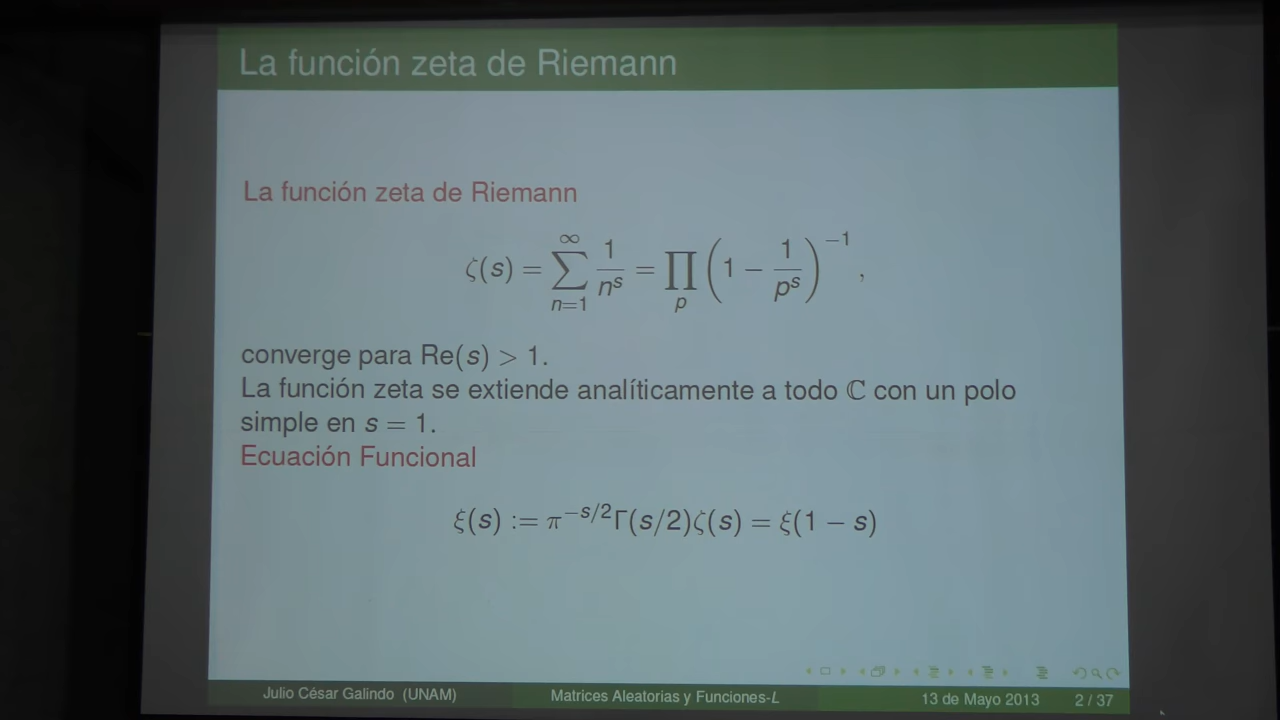 La función zeta de Riemann
La función zeta de Riemann
ζ(s) = ∑_{n=1}^{∞} 1/n^s = ∏_p (1 − 1/p^s)^{−1},
converge para Re(s) > 1.
La función zeta se extiende analíticamente a todo ℂ con un polo
simple en s = 1.
Ecuación Funcional
ξ(s) := π^{−s/2}Γ(s/2)ζ(s) = ξ(1 − s)
Julio César Galindo (UNAM) Matrices Aleatorias y Funciones-L 13 de Mayo 2013 2 / 37